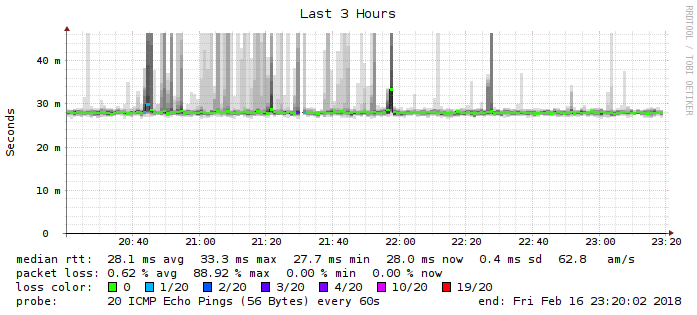 Last 3 Hours
RRDTOOL / TOBI OETIKER
Seconds
40 m
30 m
20 m
10 m
0
20:40 21:00 21:20 21:40 22:00 22:20 22:40 23:00 23:20
median rtt: 28.1 ms avg 33.3 ms max 27.7 ms min 28.0 ms now 0.4 ms sd 62.8 am/s
packet loss: 0.62 % avg 88.92 % max 0.00 % min 0.00 % now
loss color: 0 1/20 2/20 3/20 4/20 10/20 19/20
probe: 20 ICMP Echo Pings (56 Bytes) every 60s end: Fri Feb 16 23:20:02 2018